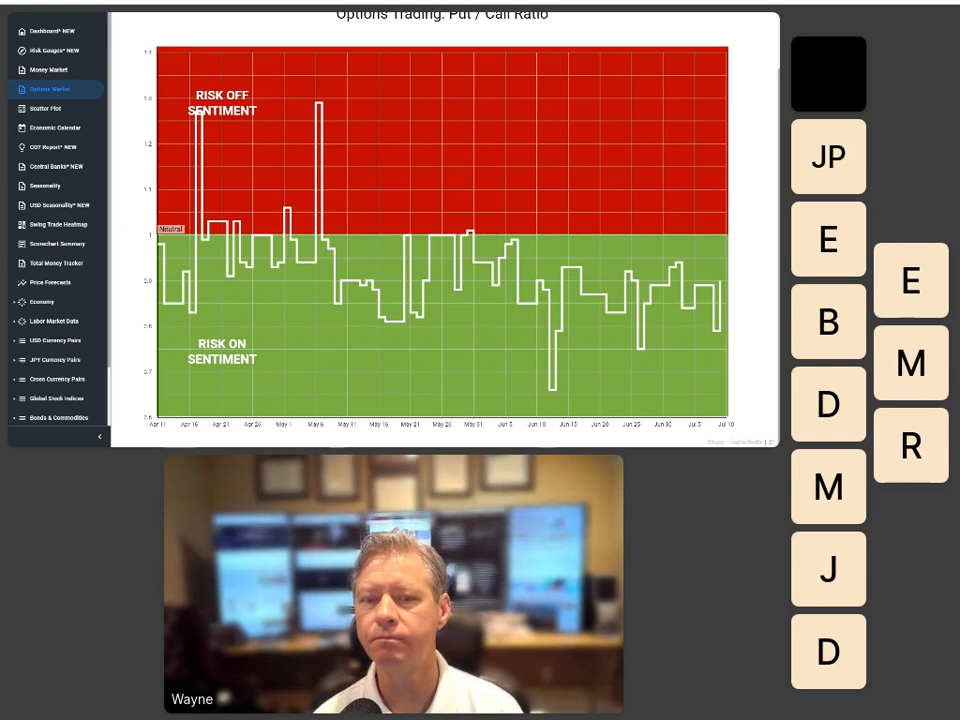 Options Trading: Put / Call Ratio
Dashboard* NEW
Risk Gauges* NEW
Money Market
Options Market
Scatter Plot
Economic Calendar
COT Report* NEW
Central Banks* NEW
Seasonality
USD Seasonality* NEW
Swing Trade Heatmap
Scorechart Summary
Total Money Tracker
Price Forecasts
Economy
Labor Market Data
USD Currency Pairs
JPY Currency Pairs
Cross Currency Pairs
Global Stock Indices
Bonds & Commodities
1.4
1.3
1.2
1.1
1
0.9
0.8
0.7
0.6
RISK OFF
SENTIMENT
Neutral
RISK ON
SENTIMENT
Apr 11 Apr 16 Apr 21 Apr 26 May 1 May 6 May 11 May 16 May 21 May 26 May 31 Jun 5 Jun 10 Jun 15 Jun 20 Jun 25 Jun 30 Jul 5 Jul 10
Privacy
Wayne
JP
E
B
D
M
J
D
E
M
R